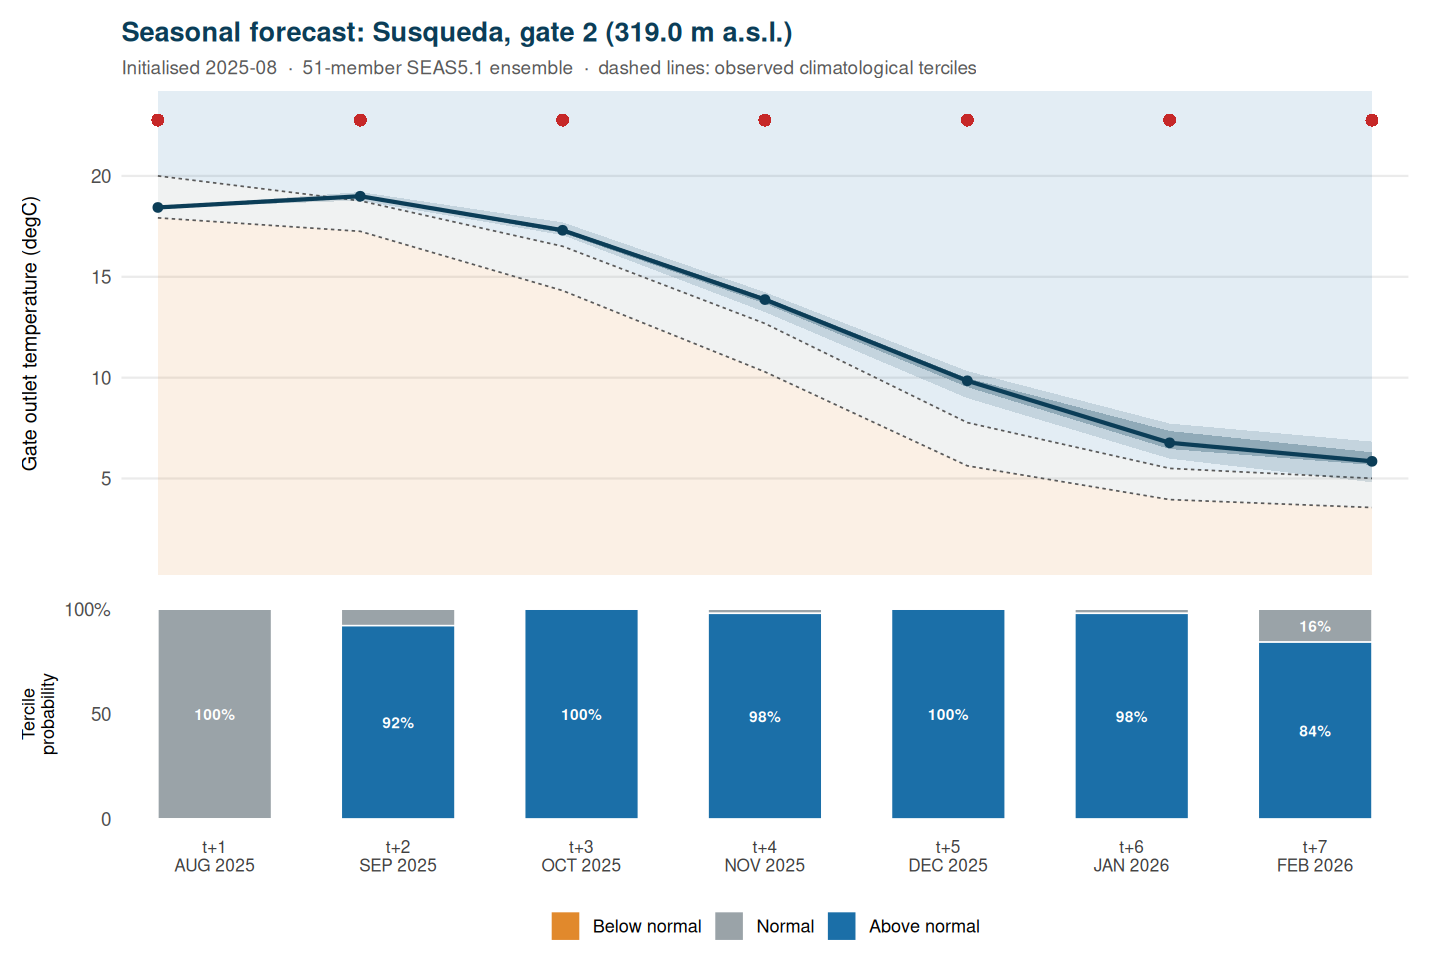 Seasonal forecast: Susqueda, gate 2 (319.0 m a.s.l.)
Initialised 2025-08 · 51-member SEAS5.1 ensemble · dashed lines: observed climatological terciles
Gate outlet temperature (degC)
20
15
10
5
Tercile
probability
100%
50
0
100%
92%
100%
98%
100%
98%
16%
84%
t+1
AUG 2025
t+2
SEP 2025
t+3
OCT 2025
t+4
NOV 2025
t+5
DEC 2025
t+6
JAN 2026
t+7
FEB 2026
Below normal
Normal
Above normal